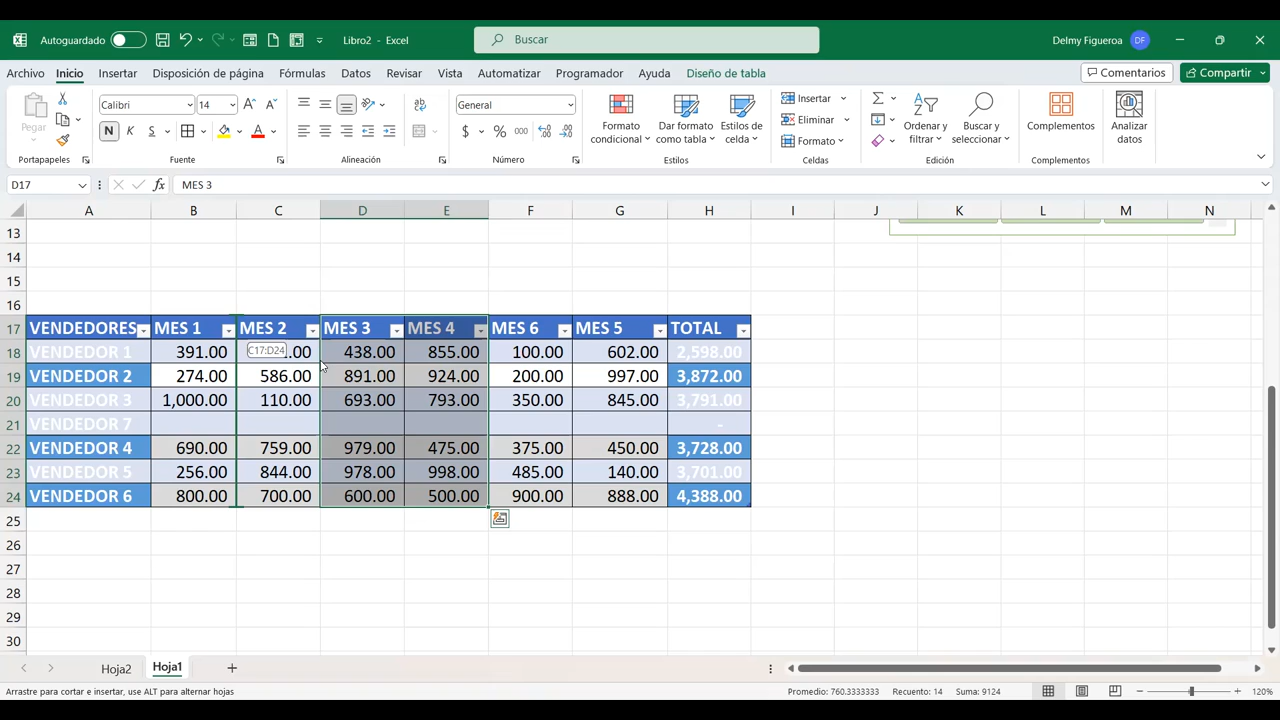 Autoguardado
Libro2 - Excel
Buscar
Delmy Figueroa DF
Archivo Inicio Insertar Disposición de página Fórmulas Datos Revisar Vista Automatizar Programador Ayuda Diseño de tabla Comentarios Compartir
Pegar
Portapapeles
Calibri 14
N K S
Fuente
Alineación
General
$ % 000
Número
Formato condicional
Dar formato como tabla
Estilos de celda
Estilos
Insertar
Eliminar
Formato
Celdas
Ordenar y filtrar
Buscar y seleccionar
Edición
Complementos
Complementos
Analizar datos
D17 fx MES 3
A B C D E F G H I J K L M N
13
14
15
16
17 VENDEDORES MES 1 MES 2 MES 3 MES 4 MES 6 MES 5 TOTAL
18 VENDEDOR 1 391.00 .00 438.00 855.00 100.00 602.00 2,598.00
C17:D24
19 VENDEDOR 2 274.00 586.00 891.00 924.00 200.00 997.00 3,872.00
20 VENDEDOR 3 1,000.00 110.00 693.00 793.00 350.00 845.00 3,791.00
21 VENDEDOR 7 -
22 VENDEDOR 4 690.00 759.00 979.00 475.00 375.00 450.00 3,728.00
23 VENDEDOR 5 256.00 844.00 978.00 998.00 485.00 140.00 3,701.00
24 VENDEDOR 6 800.00 700.00 600.00 500.00 900.00 888.00 4,388.00
25
26
27
28
29
30
Hoja2 Hoja1
Arrastre para cortar e insertar, use ALT para alternar hojas Promedio: 760.3333333 Recuento: 14 Suma: 9124 120%